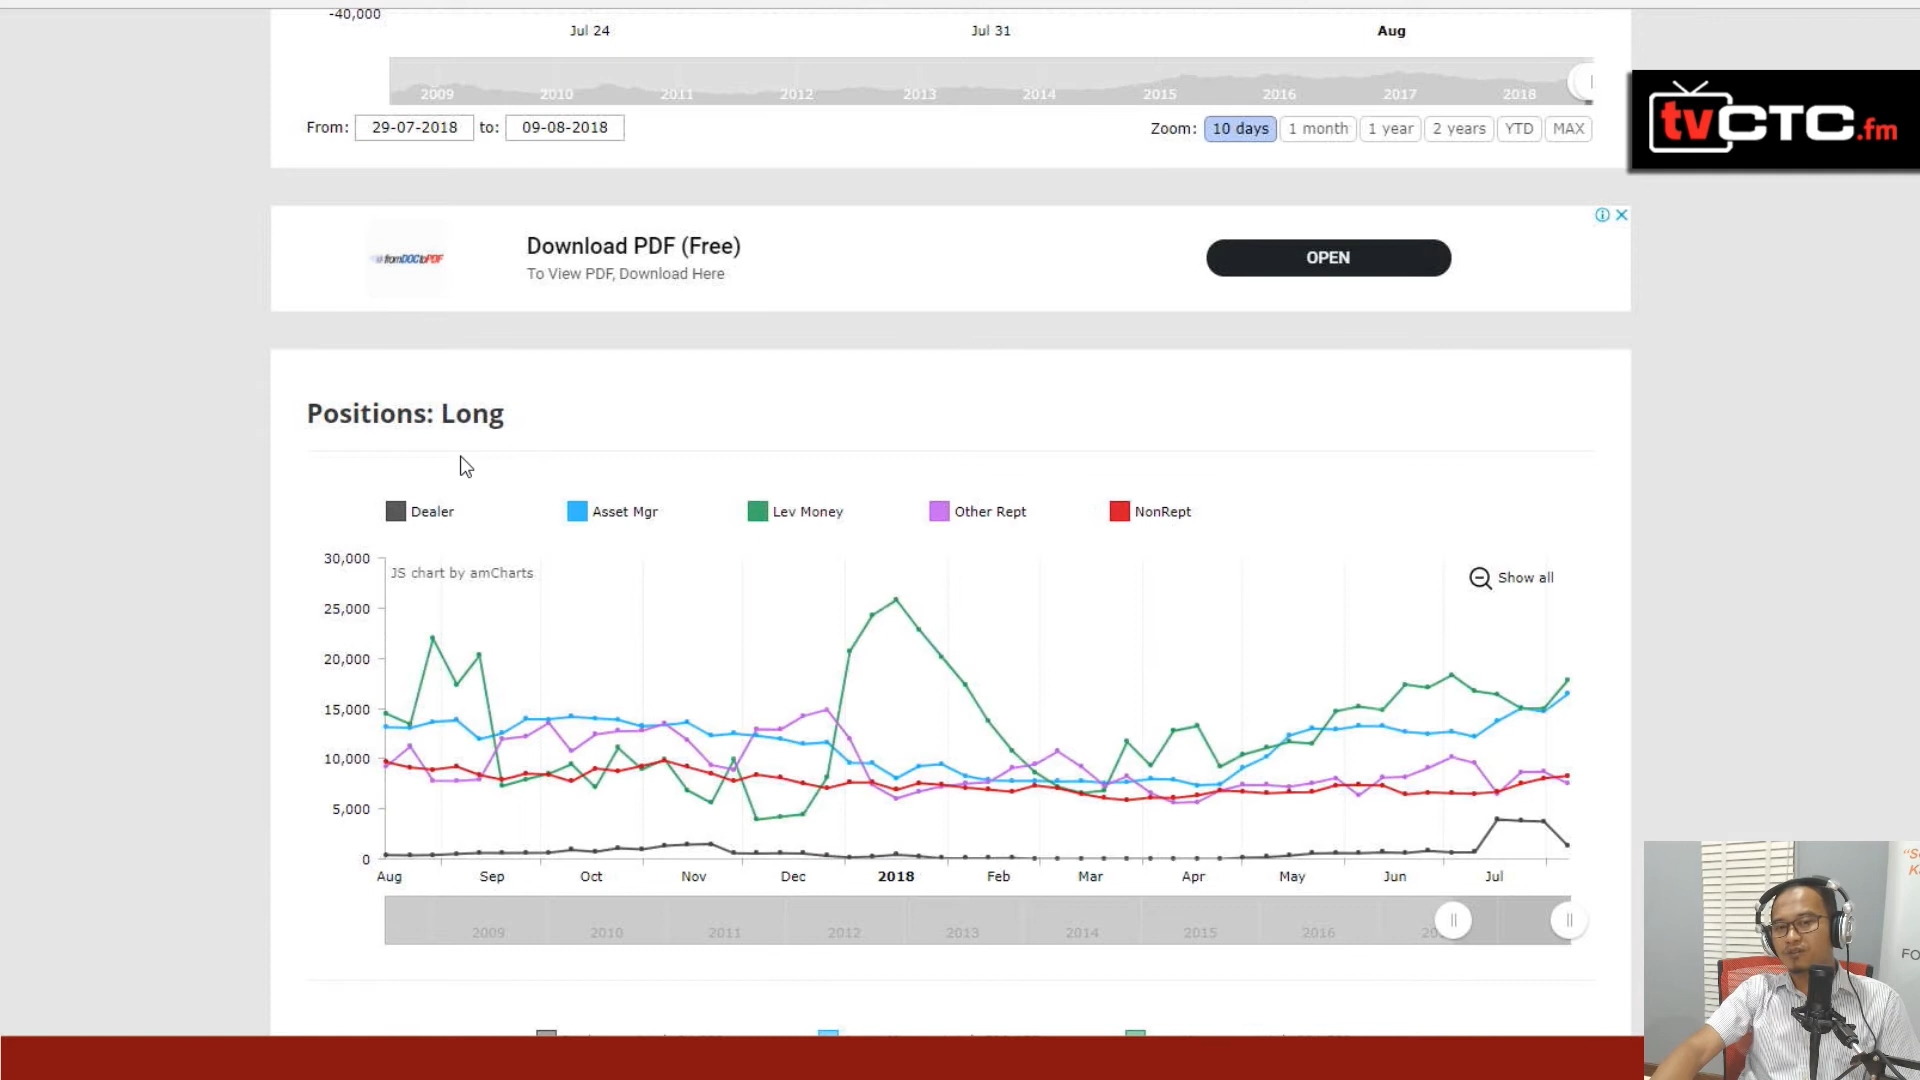 -40,000
Jul 24 Jul 31 Aug
2009 2010 2011 2012 2013 2014 2015 2016 2017 2018
From: 29-07-2018 to: 09-08-2018 Zoom: 10 days 1 month 1 year 2 years YTD MAX
tvCTC.fm
Download PDF (Free)
fromDOCtoPDF
OPEN
To View PDF, Download Here
Positions: Long
Dealer Asset Mgr Lev Money Other Rept NonRept
30,000
JS chart by amCharts
Show all
25,000
20,000
15,000
10,000
5,000
0
Aug Sep Oct Nov Dec 2018 Feb Mar Apr May Jun Jul
2009 2010 2011 2012 2013 2014 2015 2016